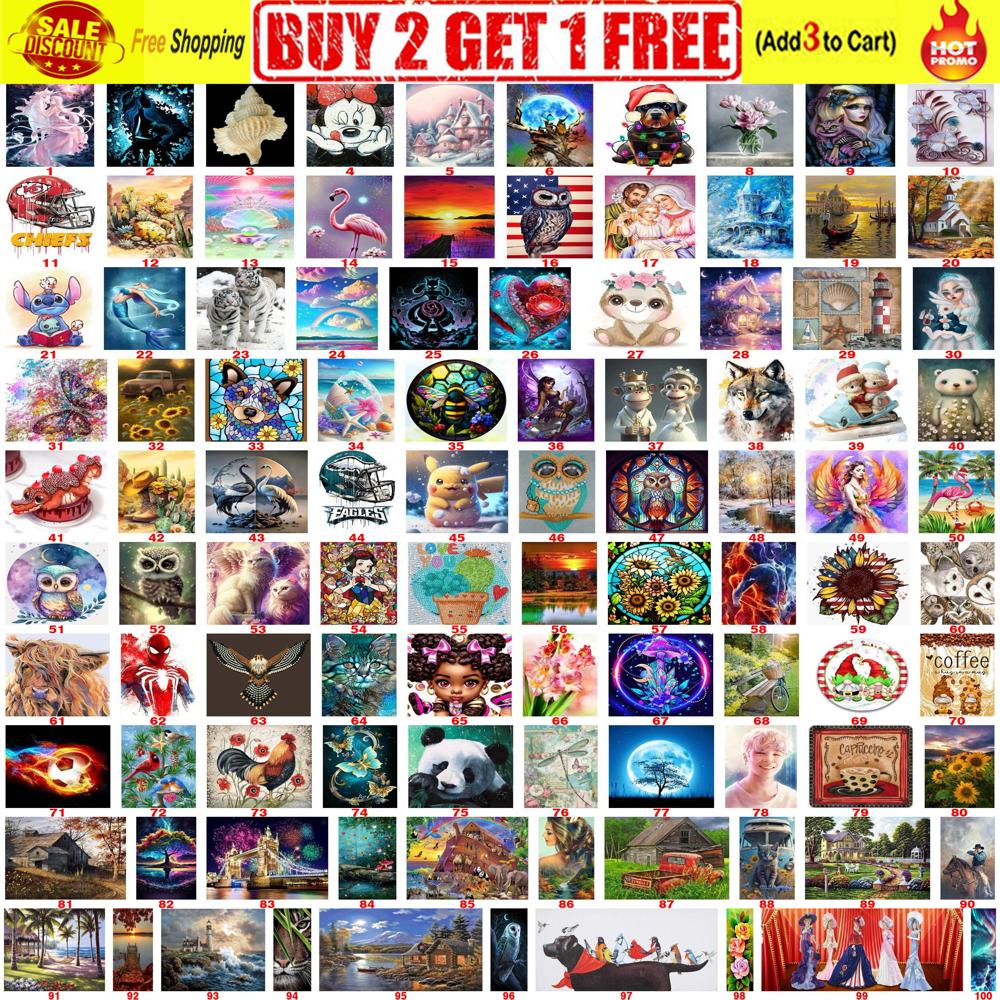 SALE
DISCOUNT
Free Shopping
BUY 2 GET 1 FREE
(Add 3 to Cart)
HOT
PROMO
1 2 3 4 5 6 7 8 9 10
CHIEFS
11 12 13 14 15 16 17 18 19 20
21 22 23 24 25 26 27 28 29 30
31 32 33 34 35 36 37 38 39 40
EAGLES
41 42 43 44 45 46 47 48 49 50
LOVE
YOU
51 52 53 54 55 56 57 58 59 60
coffee
61 62 63 64 65 66 67 68 69 70
Cappuccino
71 72 73 74 75 76 77 78 79 80
81 82 83 84 85 86 87 88 89 90
91 92 93 94 95 96 97 98 99 100